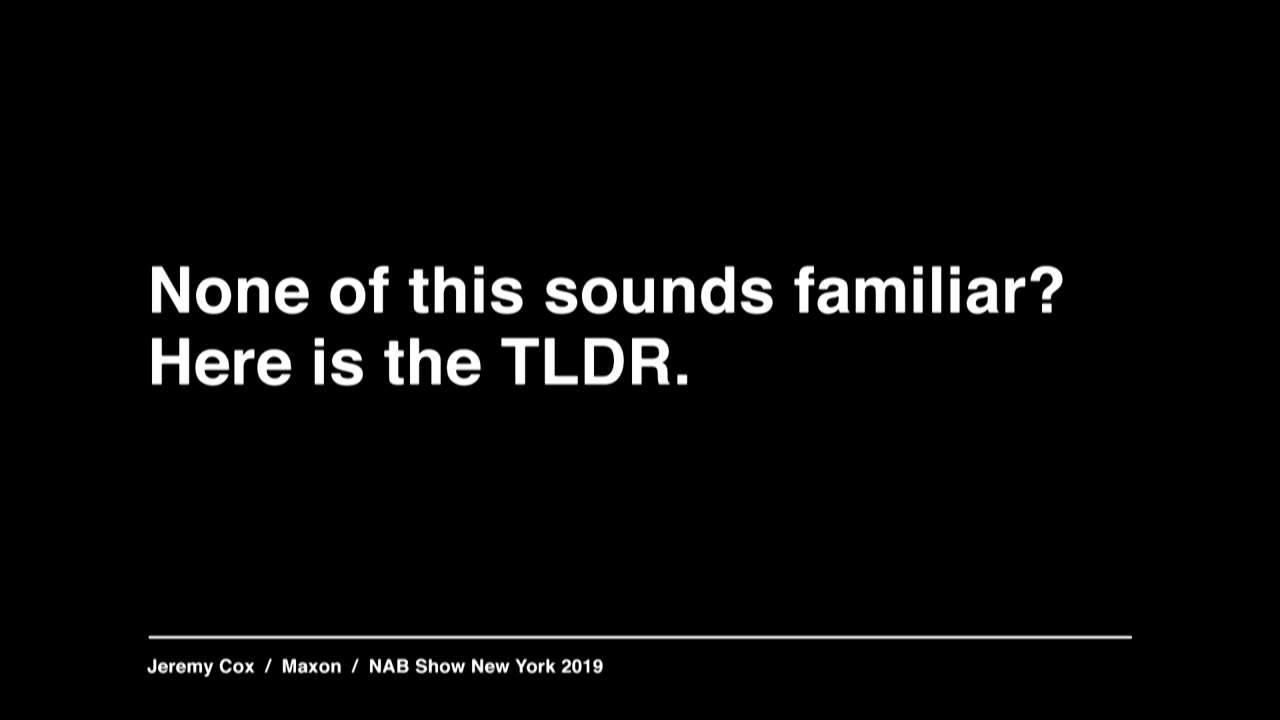 None of this sounds familiar?
Here is the TLDR.
Jeremy Cox / Maxon / NAB Show New York 2019